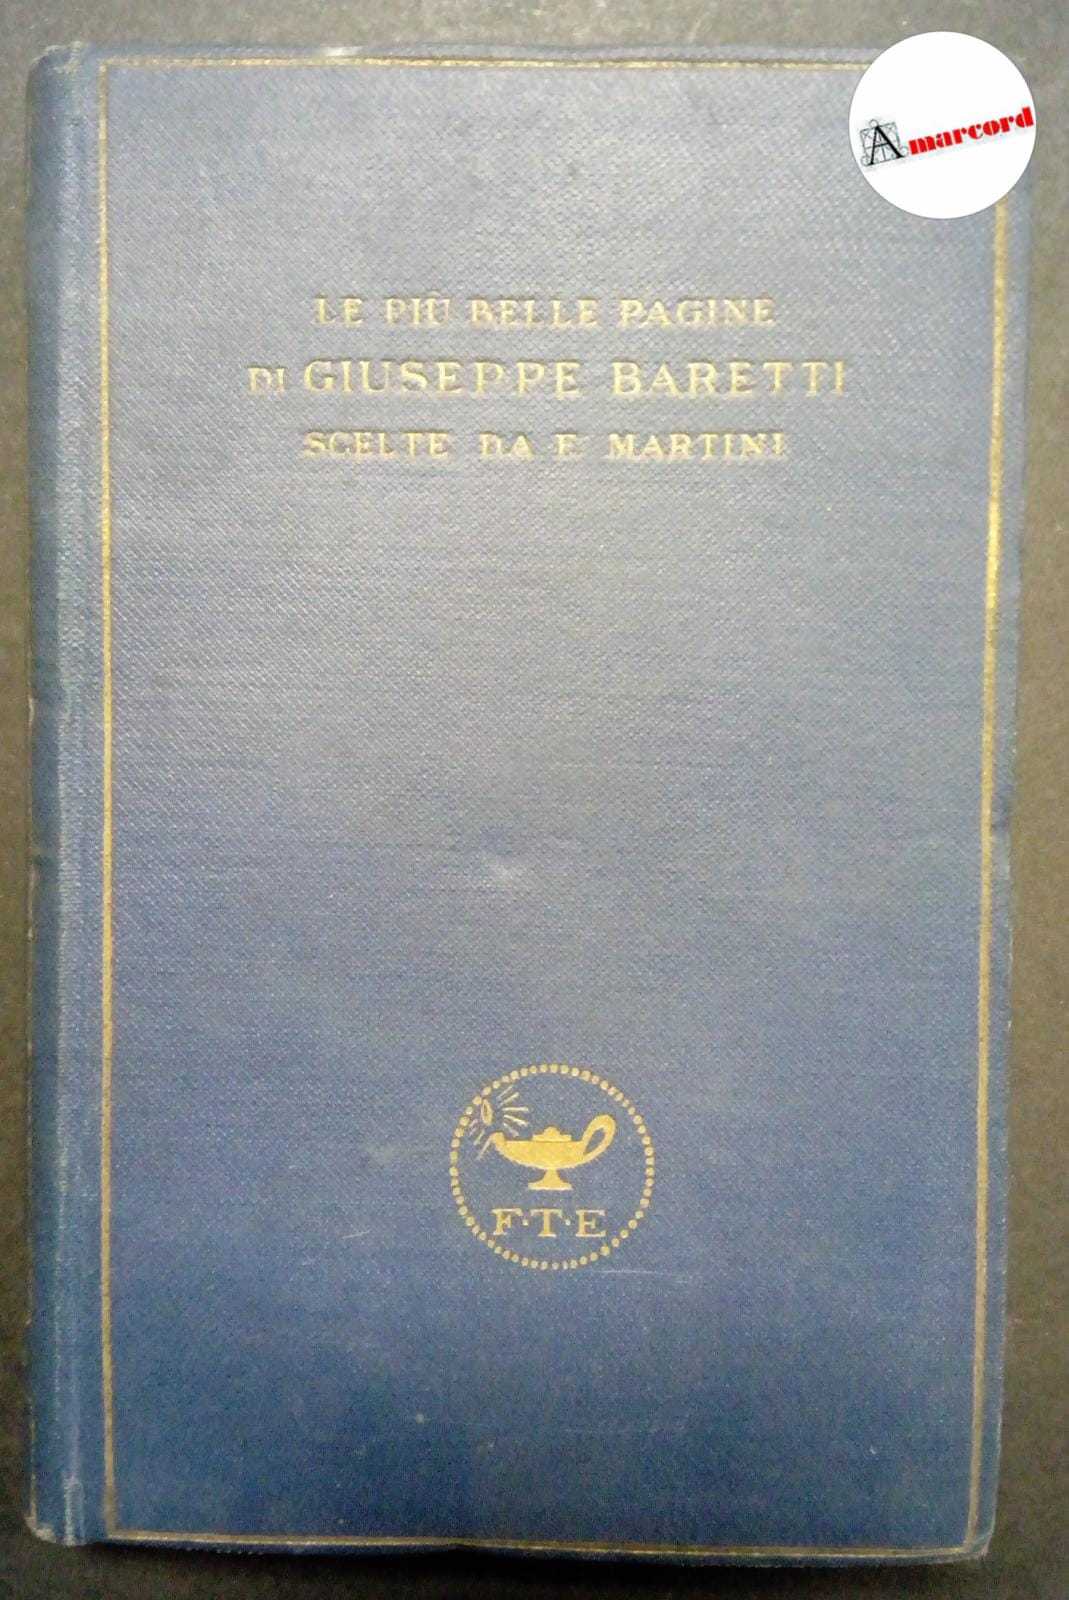 Amarcord
LE PIÙ BELLE PAGINE
DI GIUSEPPE BARETTI
SCELTE DA F. MARTINI
F·T·E